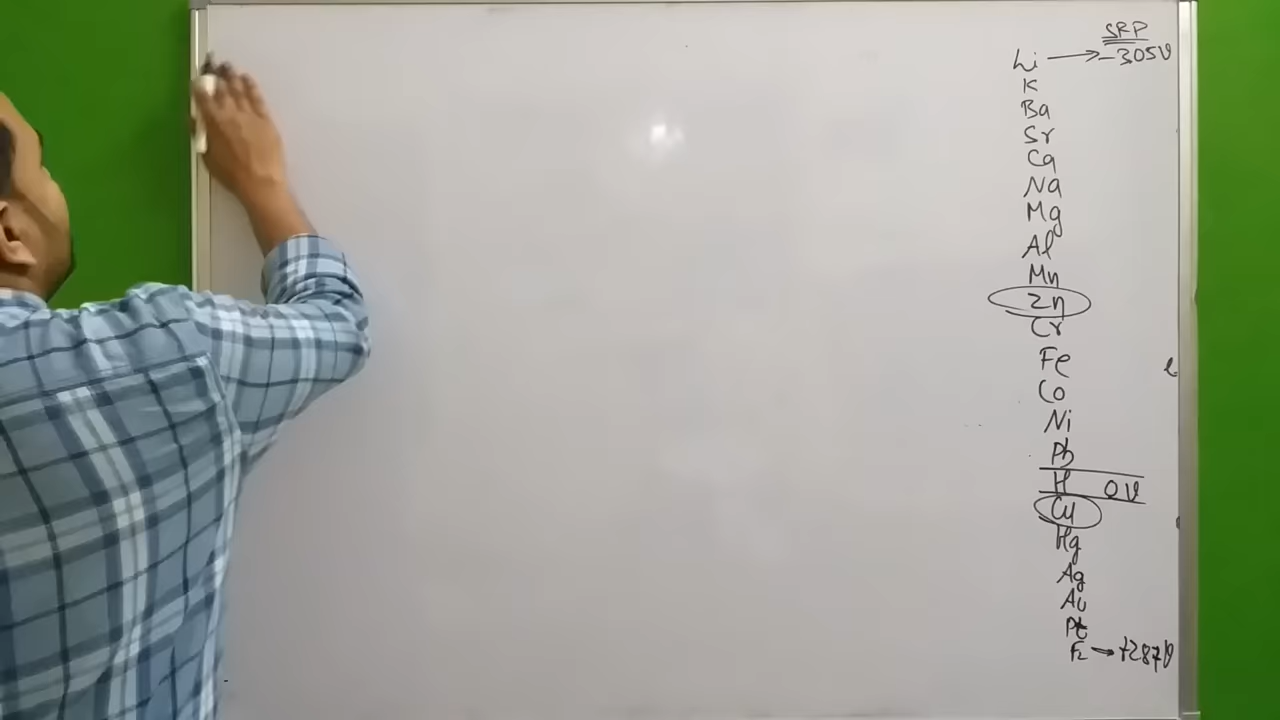 SRP
Li → -3.05V
K
Ba
Sr
Ca
Na
Mg
Al
Mn
Zn
Cr
Fe
Co
Ni
Pb
H 0 V
Cu
Hg
Ag
Au
Pt
F₂ → +2.87V